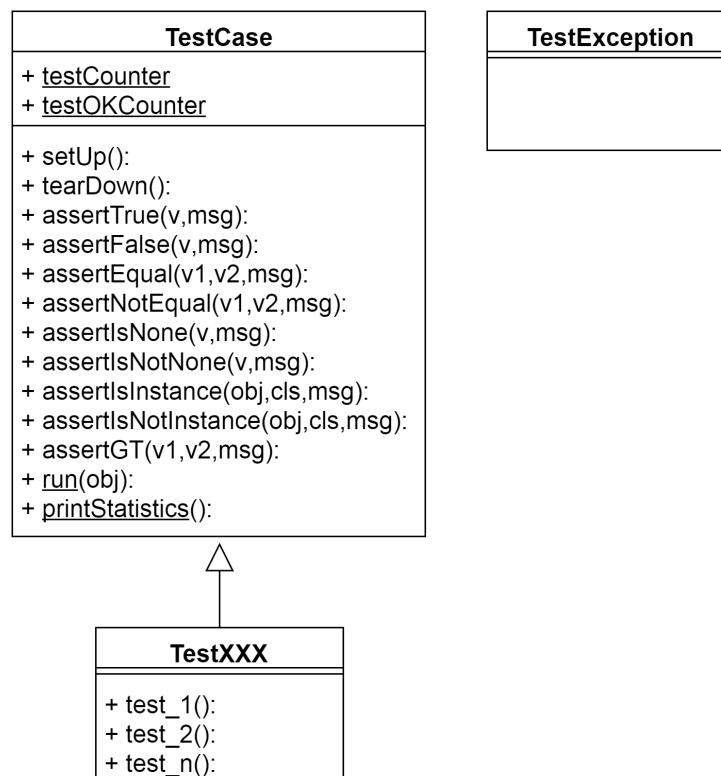 TestCase
+ testCounter
+ testOKCounter
+ setUp():
+ tearDown():
+ assertTrue(v,msg):
+ assertFalse(v,msg):
+ assertEqual(v1,v2,msg):
+ assertNotEqual(v1,v2,msg):
+ assertIsNone(v,msg):
+ assertIsNotNone(v,msg):
+ assertIsInstance(obj,cls,msg):
+ assertIsNotInstance(obj,cls,msg):
+ assertGT(v1,v2,msg):
+ run(obj):
+ printStatistics():
TestException
TestXXX
+ test_1():
+ test_2():
+ test_n():